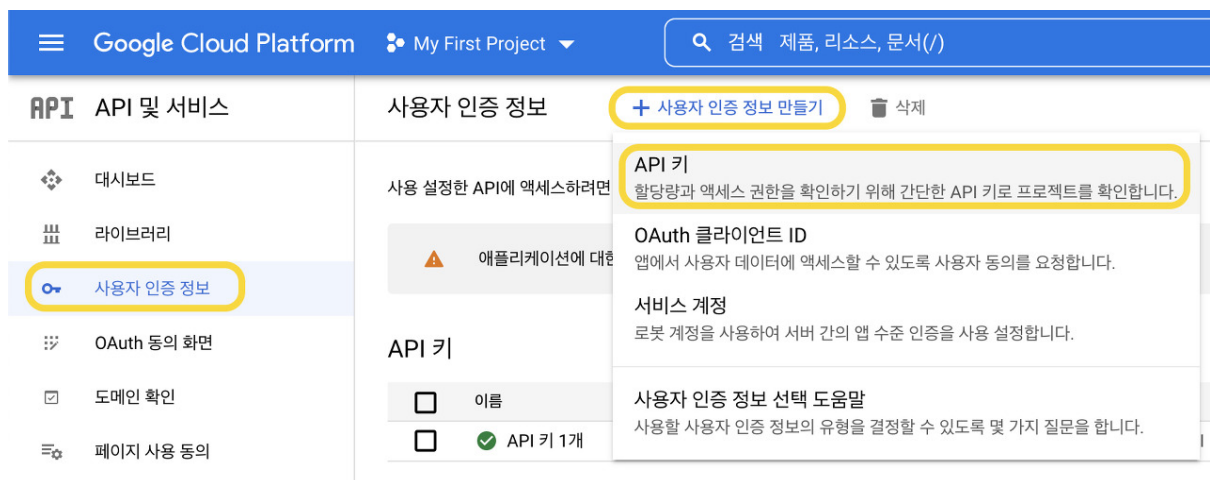 Google Cloud Platform My First Project 검색 제품, 리소스, 문서(/)
API API 및 서비스
대시보드
라이브러리
사용자 인증 정보
OAuth 동의 화면
도메인 확인
페이지 사용 동의
사용자 인증 정보 + 사용자 인증 정보 만들기 삭제
사용 설정한 API에 액세스하려면
애플리케이션에 대한
API 키
할당량과 액세스 권한을 확인하기 위해 간단한 API 키로 프로젝트를 확인합니다.
OAuth 클라이언트 ID
앱에서 사용자 데이터에 액세스할 수 있도록 사용자 동의를 요청합니다.
서비스 계정
로봇 계정을 사용하여 서버 간의 앱 수준 인증을 사용 설정합니다.
사용자 인증 정보 선택 도움말
사용할 사용자 인증 정보의 유형을 결정할 수 있도록 몇 가지 질문을 합니다.
API 키
이름
API 키 1개